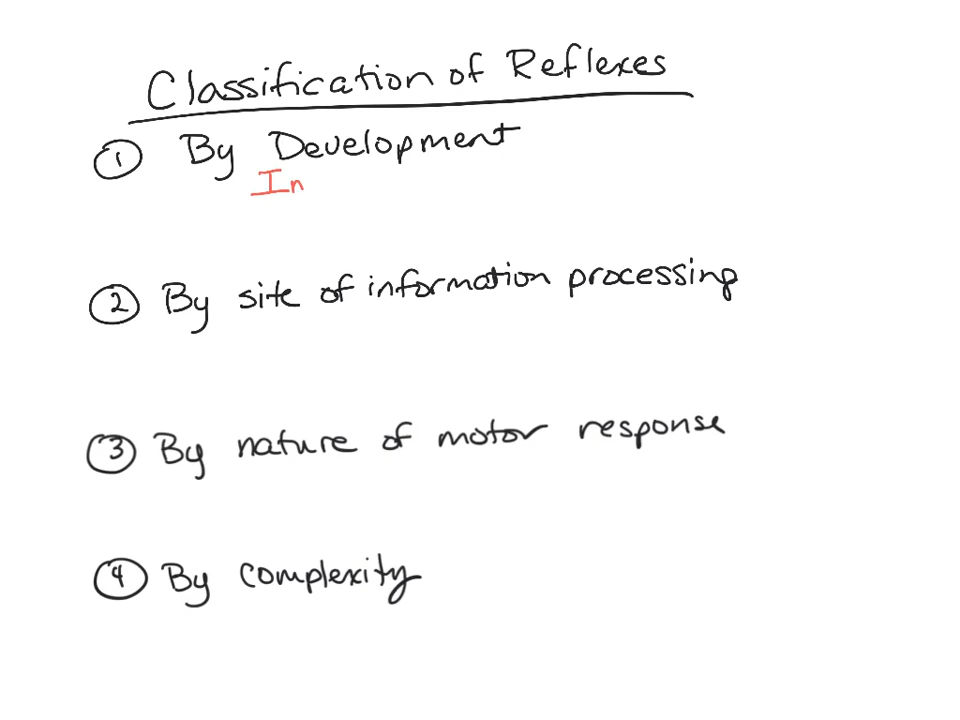 Classification of Reflexes
① By Development
In
② By site of information processing
③ By nature of motor response
④ By complexity